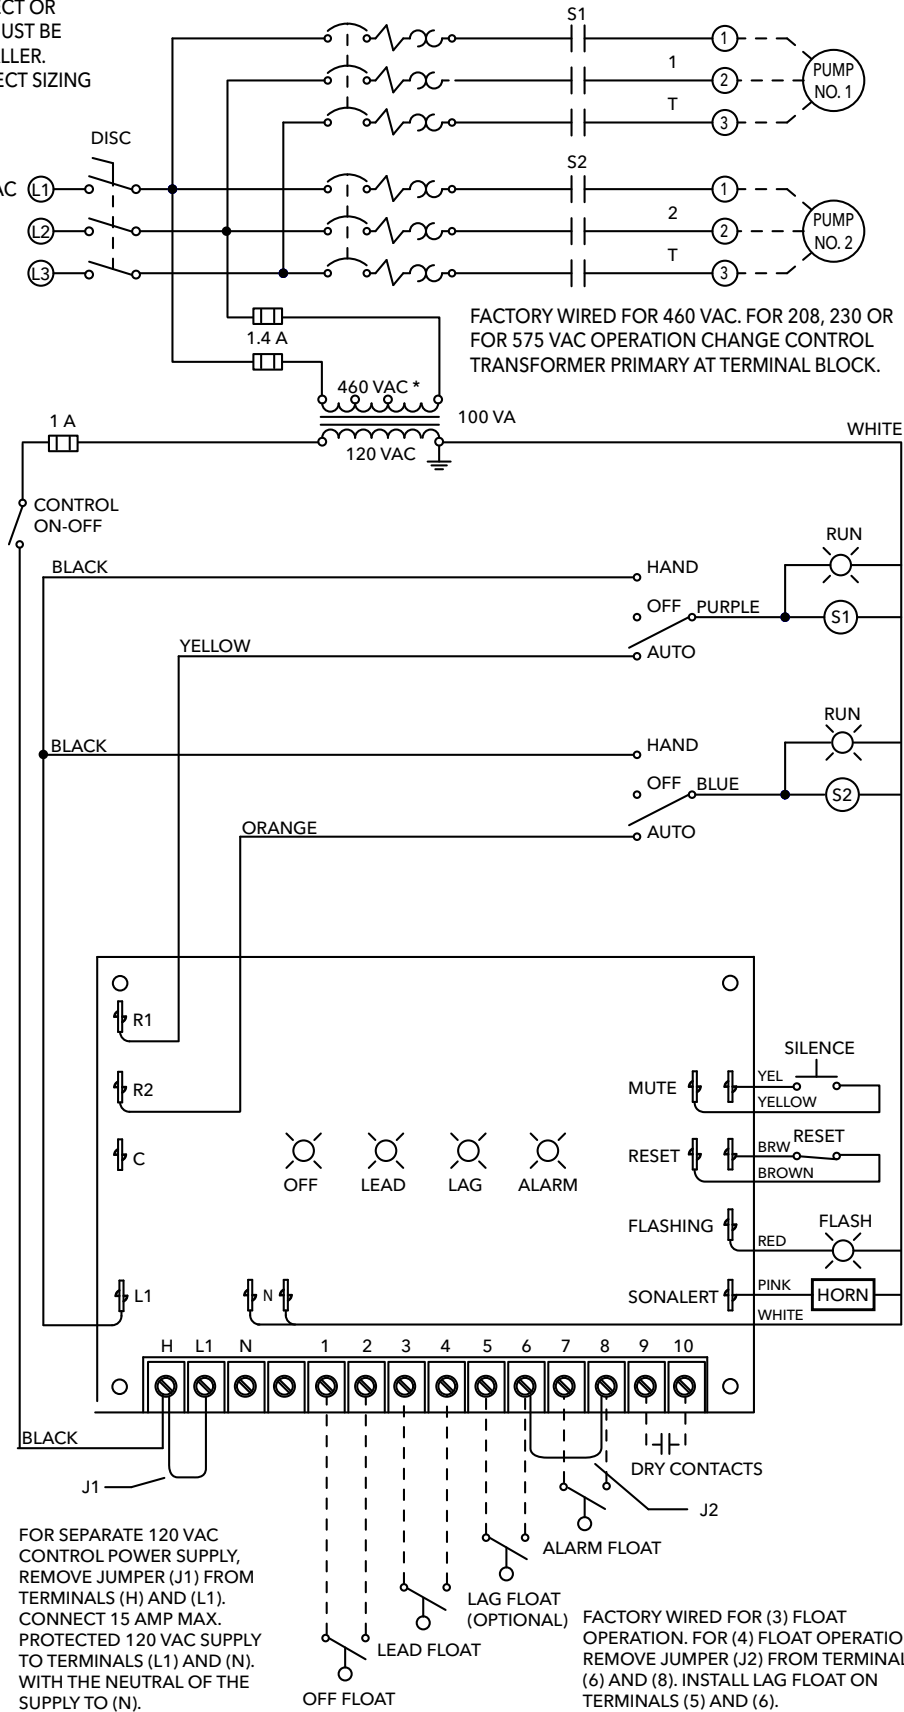 ECT OR
MUST BE
LLER.
ECT SIZING
S1
1
1
2
T
3
PUMP
NO. 1
DISC
AC
L1
L2
L3
S2
1
2
2
T
3
PUMP
NO. 2
FACTORY WIRED FOR 460 VAC. FOR 208, 230 OR
FOR 575 VAC OPERATION CHANGE CONTROL
TRANSFORMER PRIMARY AT TERMINAL BLOCK.
1.4 A
460 VAC *
100 VA
120 VAC
1 A
WHITE
CONTROL
ON-OFF
BLACK
HAND
RUN
OFF
PURPLE
S1
YELLOW
AUTO
BLACK
HAND
RUN
OFF
BLUE
S2
ORANGE
AUTO
R1
R2
C
L1
N
OFF
LEAD
LAG
ALARM
MUTE
YEL
SILENCE
YELLOW
RESET
BRW
RESET
BROWN
FLASHING
RED
FLASH
SONALERT
PINK
HORN
WHITE
H L1 N 1 2 3 4 5 6 7 8 9 10
BLACK
J1
DRY CONTACTS
J2
ALARM FLOAT
LAG FLOAT
(OPTIONAL)
LEAD FLOAT
OFF FLOAT
FOR SEPARATE 120 VAC
CONTROL POWER SUPPLY,
REMOVE JUMPER (J1) FROM
TERMINALS (H) AND (L1).
CONNECT 15 AMP MAX.
PROTECTED 120 VAC SUPPLY
TO TERMINALS (L1) AND (N).
WITH THE NEUTRAL OF THE
SUPPLY TO (N).
FACTORY WIRED FOR (3) FLOAT
OPERATION. FOR (4) FLOAT OPERATIO
REMOVE JUMPER (J2) FROM TERMINAL
(6) AND (8). INSTALL LAG FLOAT ON
TERMINALS (5) AND (6).